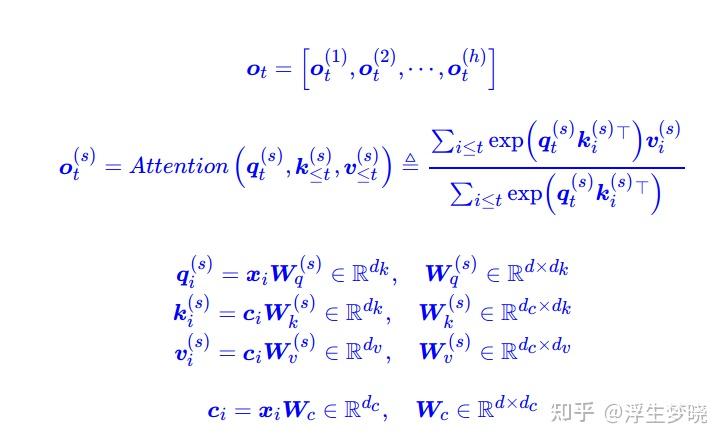 $\boldsymbol{o}_t = \left[\boldsymbol{o}_t^{(1)}, \boldsymbol{o}_t^{(2)}, \cdots, \boldsymbol{o}_t^{(h)}\right]$
$\boldsymbol{o}_t^{(s)} = Attention\left(\boldsymbol{q}_t^{(s)}, \boldsymbol{k}_{\leq t}^{(s)}, \boldsymbol{v}_{\leq t}^{(s)}\right) \triangleq \frac{\sum_{i\leq t}\exp\left(\boldsymbol{q}_t^{(s)}\boldsymbol{k}_i^{(s)\top}\right)\boldsymbol{v}_i^{(s)}}{\sum_{i\leq t}\exp\left(\boldsymbol{q}_t^{(s)}\boldsymbol{k}_i^{(s)\top}\right)}$
$\boldsymbol{q}_i^{(s)} = \boldsymbol{x}_i\boldsymbol{W}_q^{(s)} \in \mathbb{R}^{d_k}, \quad \boldsymbol{W}_q^{(s)} \in \mathbb{R}^{d\times d_k}$
$\boldsymbol{k}_i^{(s)} = \boldsymbol{c}_i\boldsymbol{W}_k^{(s)} \in \mathbb{R}^{d_k}, \quad \boldsymbol{W}_k^{(s)} \in \mathbb{R}^{d_c\times d_k}$
$\boldsymbol{v}_i^{(s)} = \boldsymbol{c}_i\boldsymbol{W}_v^{(s)} \in \mathbb{R}^{d_v}, \quad \boldsymbol{W}_v^{(s)} \in \mathbb{R}^{d_c\times d_v}$
$\boldsymbol{c}_i = \boldsymbol{x}_i\boldsymbol{W}_c \in \mathbb{R}^{d_c}, \quad \boldsymbol{W}_c \in \mathbb{R}^{d\times d_c}$
知乎 @浮生梦晓